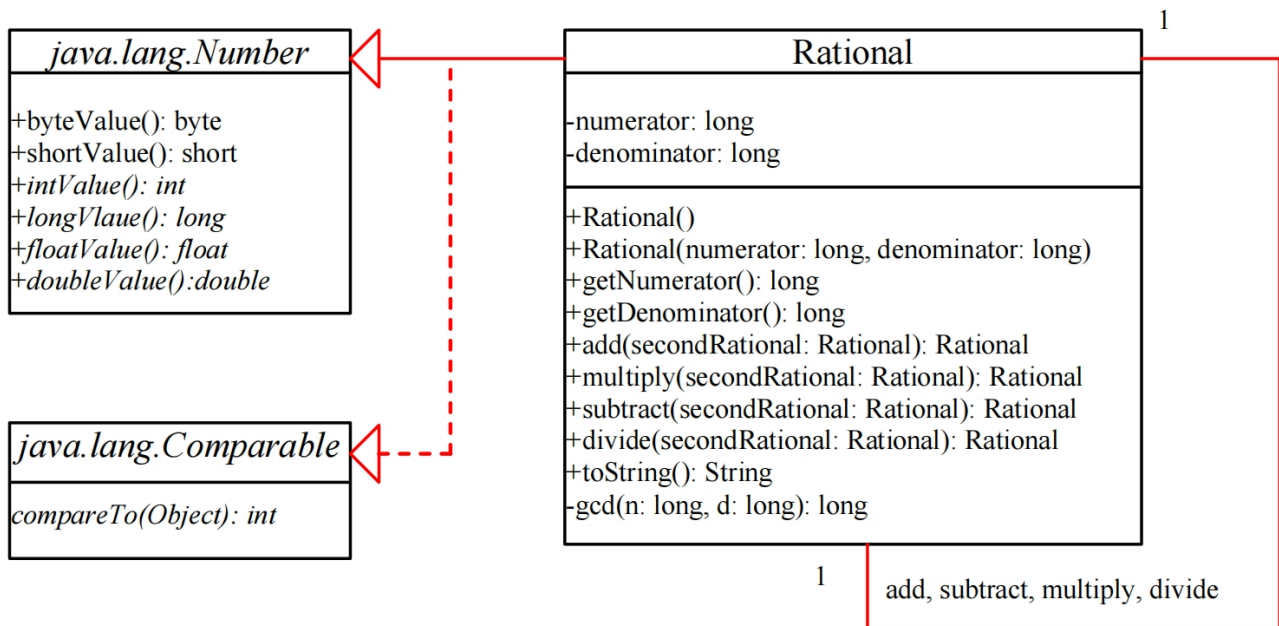 java.lang.Number
+byteValue(): byte
+shortValue(): short
+intValue(): int
+longVlaue(): long
+floatValue(): float
+doubleValue():double
java.lang.Comparable
compareTo(Object): int
1
Rational
-numerator: long
-denominator: long
+Rational()
+Rational(numerator: long, denominator: long)
+getNumerator(): long
+getDenominator(): long
+add(secondRational: Rational): Rational
+multiply(secondRational: Rational): Rational
+subtract(secondRational: Rational): Rational
+divide(secondRational: Rational): Rational
+toString(): String
-gcd(n: long, d: long): long
1
add, subtract, multiply, divide